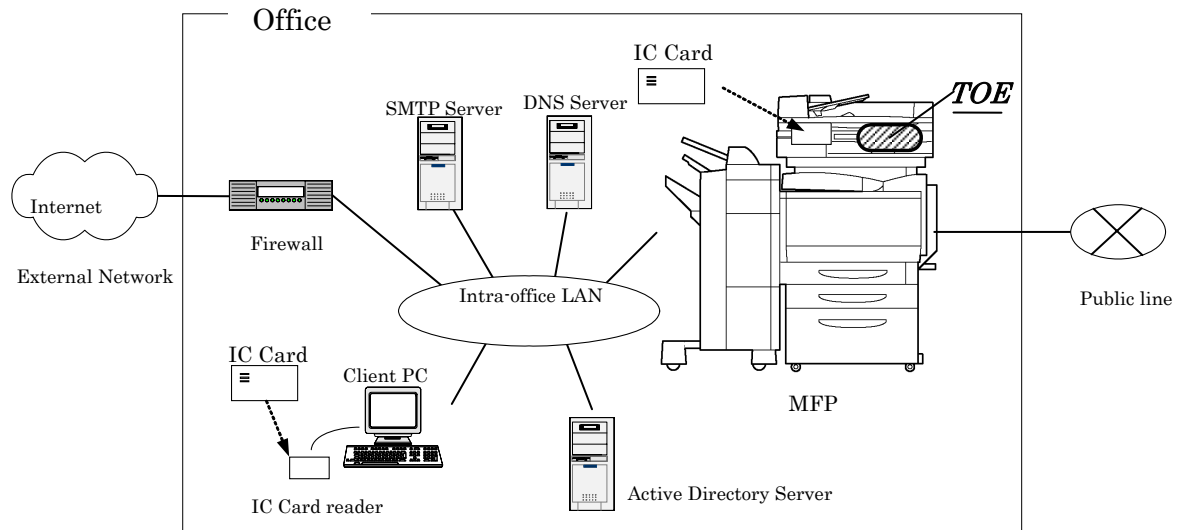 Office
IC Card
TOE
SMTP Server
DNS Server
Internet
Firewall
External Network
Intra-office LAN
Public line
IC Card
Client PC
MFP
IC Card reader
Active Directory Server